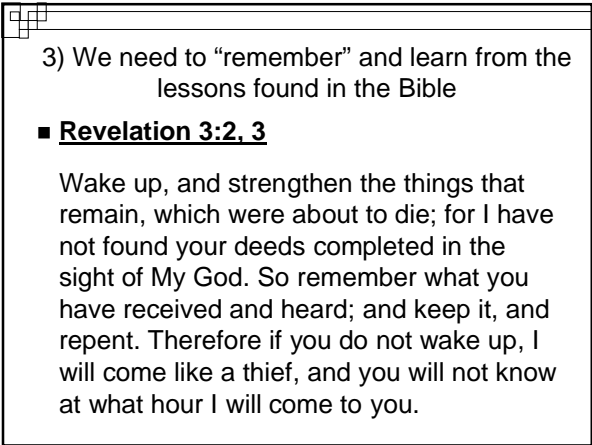 3) We need to “remember” and learn from the
lessons found in the Bible
■ Revelation 3:2, 3
Wake up, and strengthen the things that
remain, which were about to die; for I have
not found your deeds completed in the
sight of My God. So remember what you
have received and heard; and keep it, and
repent. Therefore if you do not wake up, I
will come like a thief, and you will not know
at what hour I will come to you.